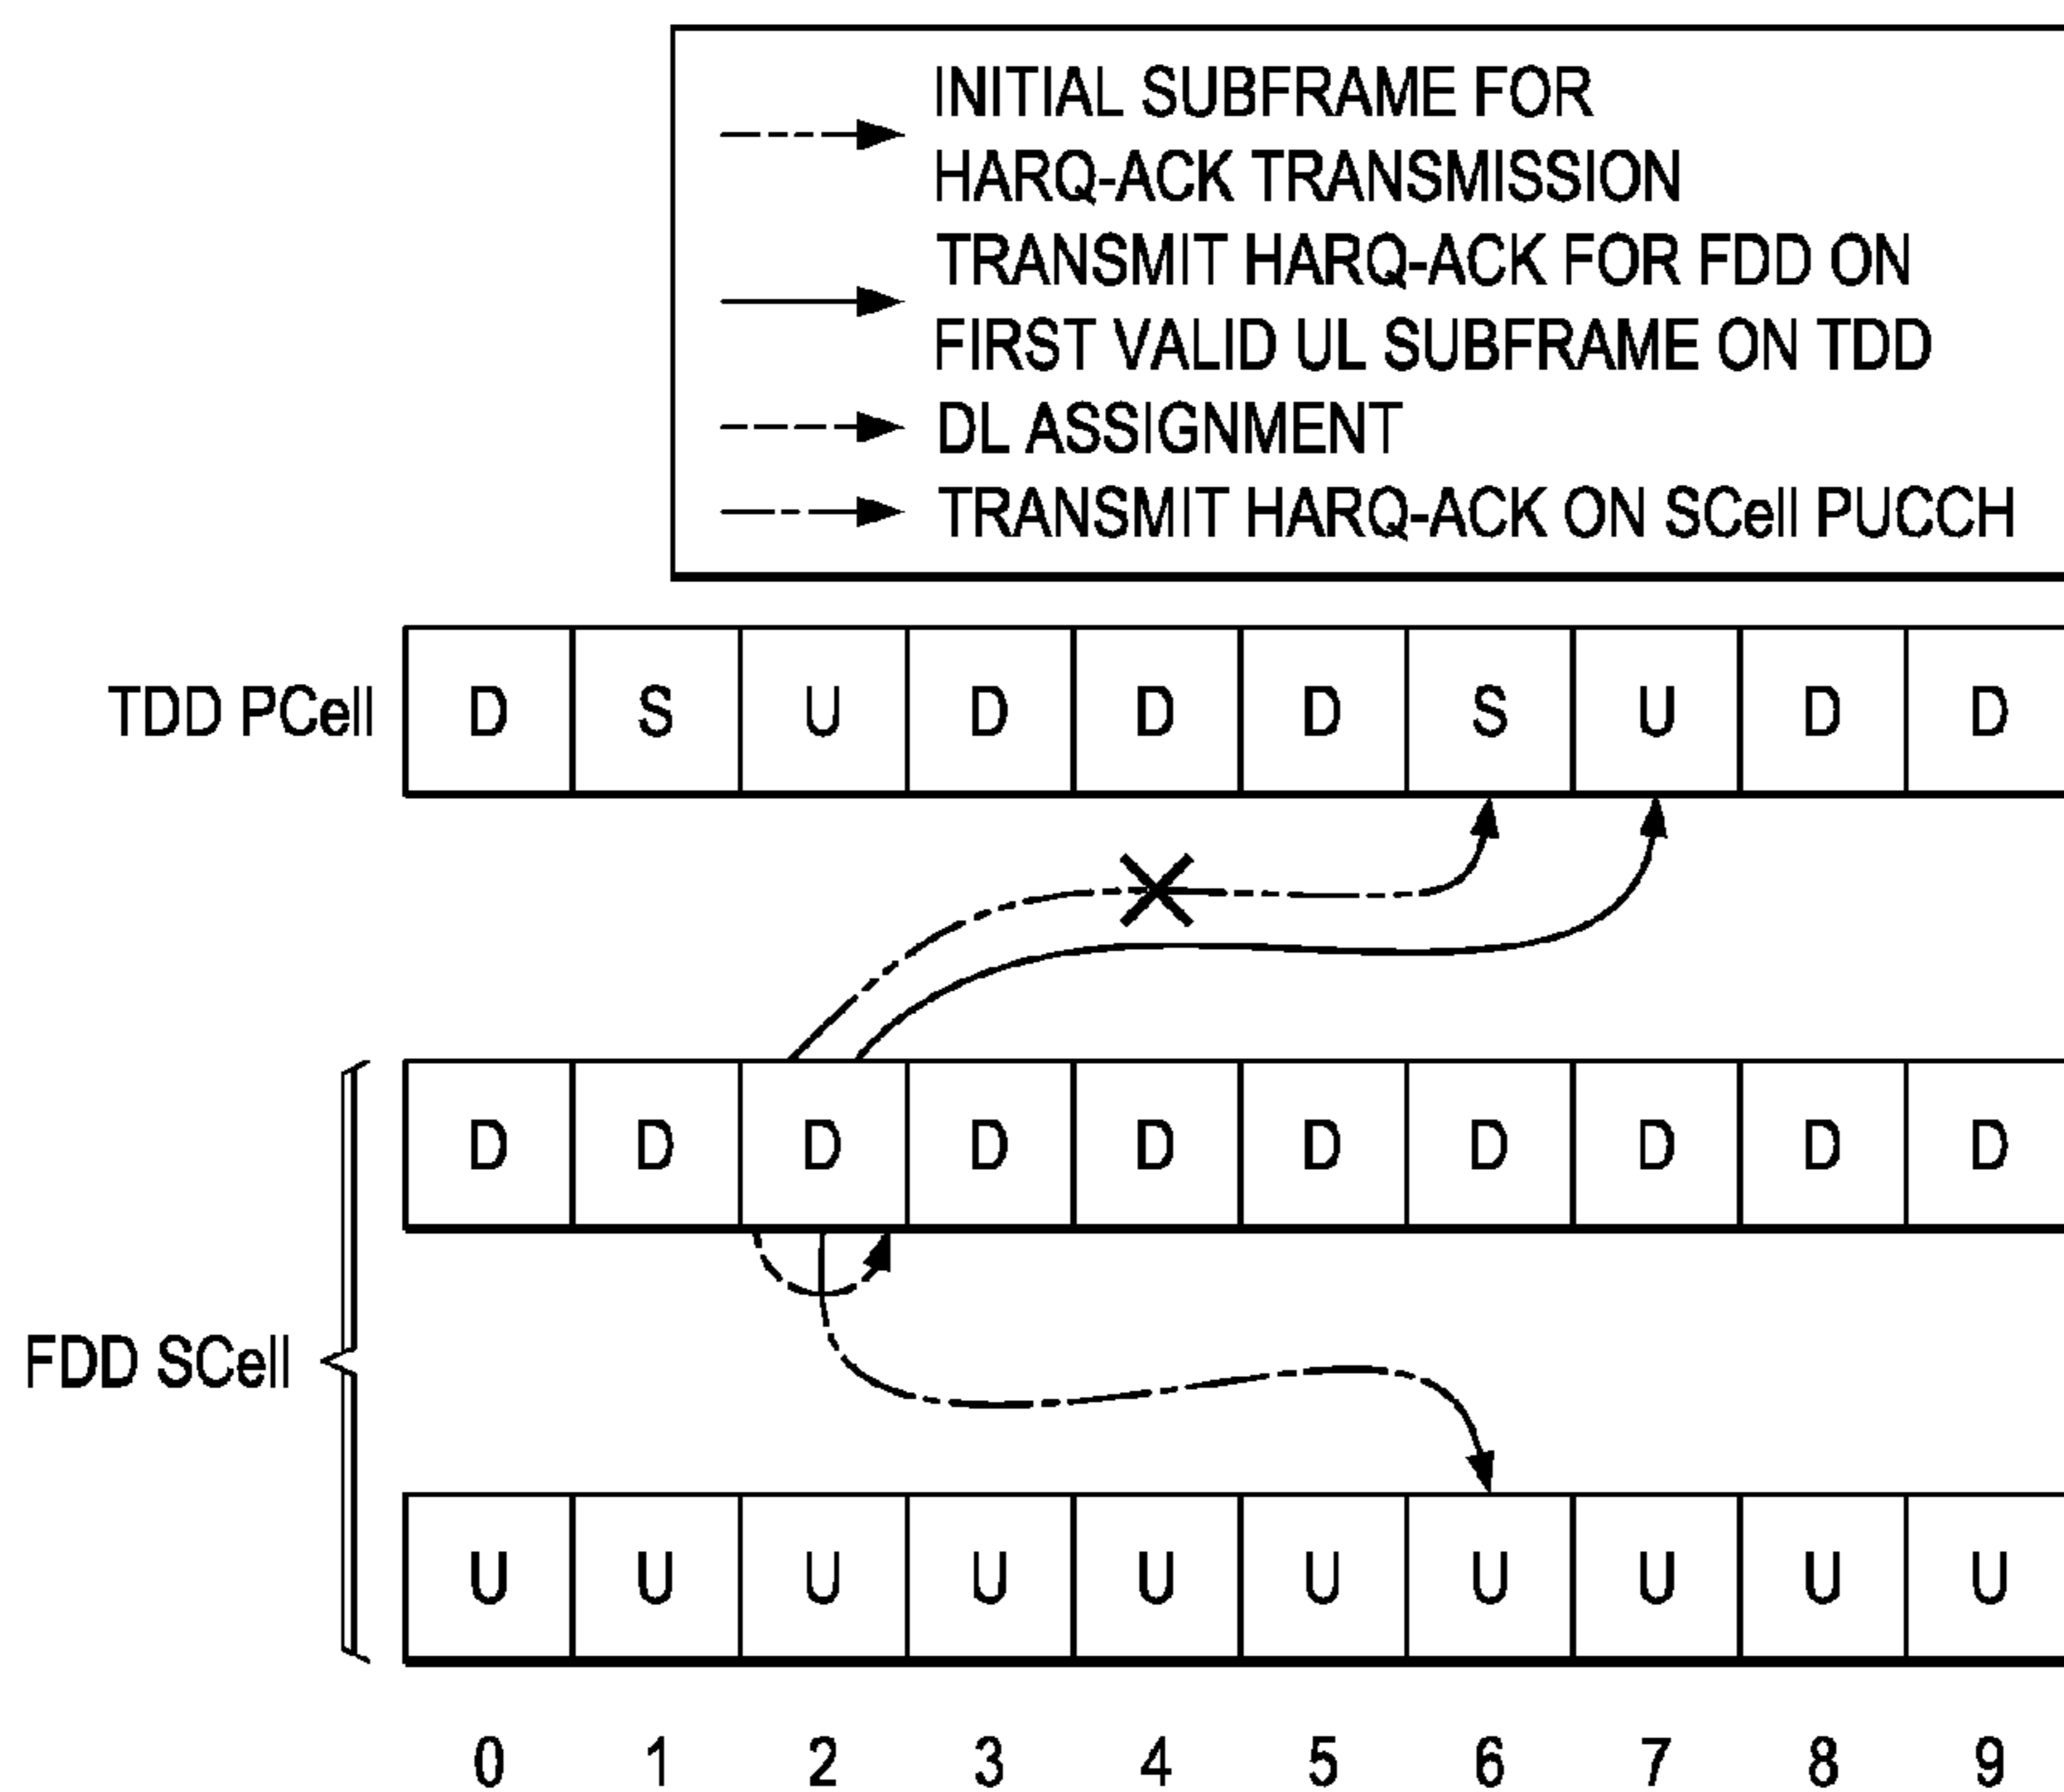 INITIAL SUBFRAME FOR
HARQ-ACK TRANSMISSION
TRANSMIT HARQ-ACK FOR FDD ON
FIRST VALID UL SUBFRAME ON TDD
DL ASSIGNMENT
TRANSMIT HARQ-ACK ON SCell PUCCH
TDD PCell D S U D D D S U D D
D D D D D D D D D D
FDD SCell
U U U U U U U U U U
0 1 2 3 4 5 6 7 8 9